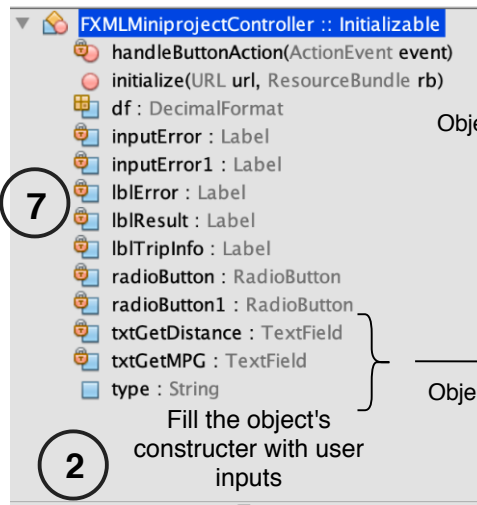 FXMLMiniprojectController :: Initializable
handleButtonAction(ActionEvent event)
initialize(URL url, ResourceBundle rb)
df : DecimalFormat
Obje
inputError : Label
inputError1 : Label
7
lblError : Label
lblResult : Label
lblTripInfo : Label
radioButton : RadioButton
radioButton1 : RadioButton
txtGetDistance : TextField
txtGetMPG : TextField
type : String
Obje
Fill the object's
constructer with user
inputs
2